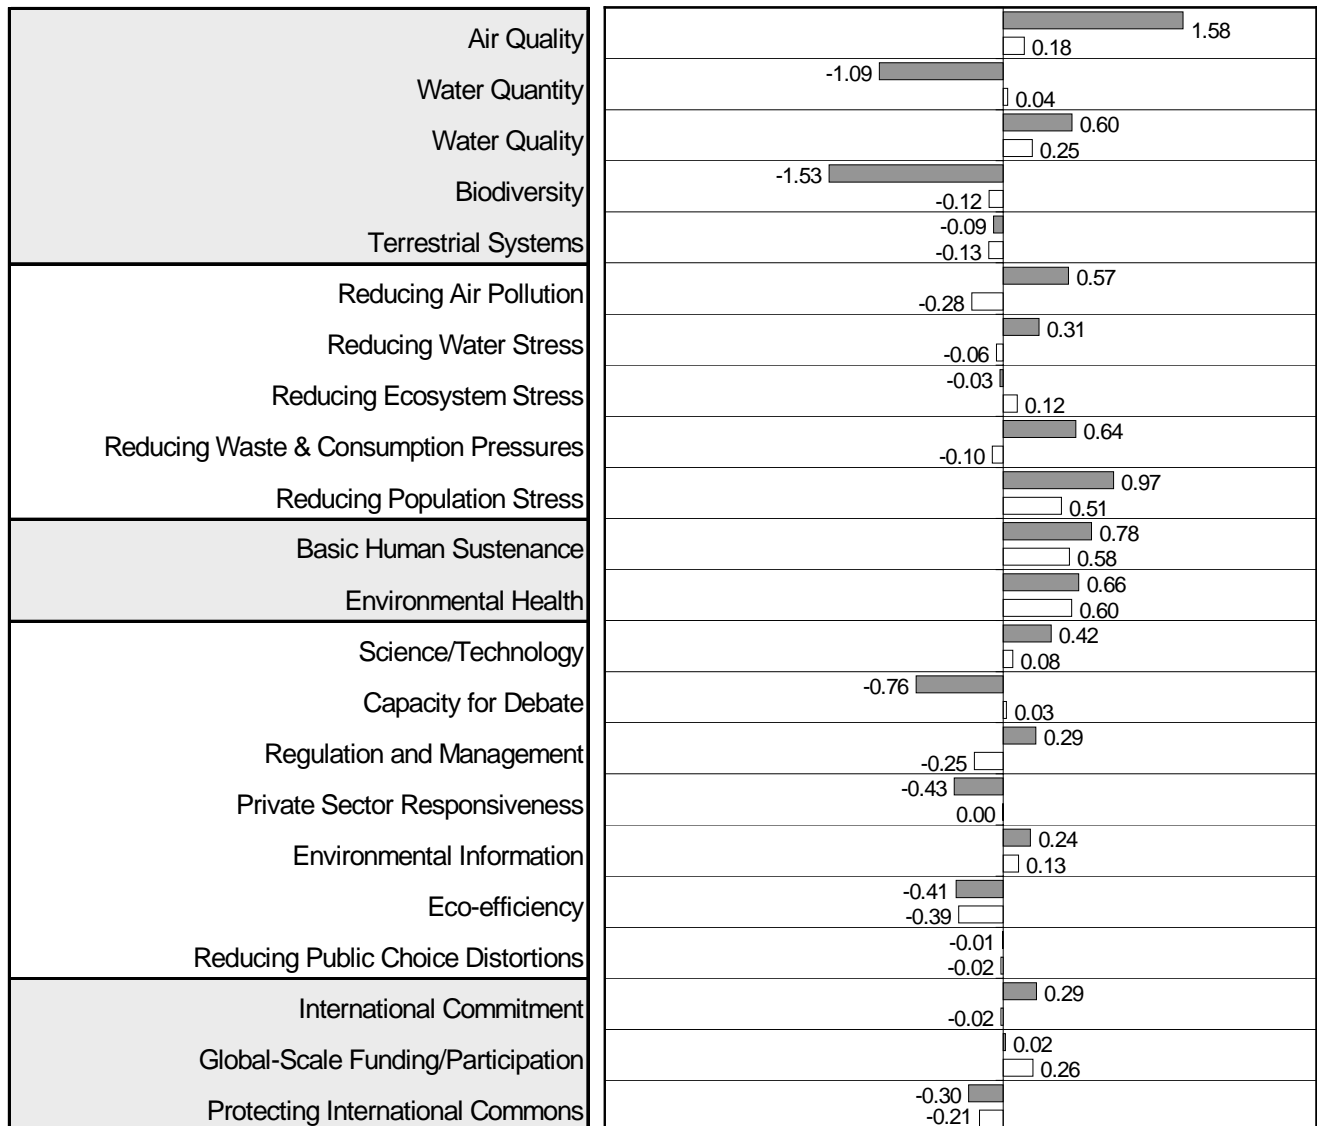 Air Quality
1.58
0.18
Water Quantity
-1.09
0.04
Water Quality
0.60
0.25
Biodiversity
-1.53
-0.12
Terrestrial Systems
-0.09
-0.13
Reducing Air Pollution
0.57
-0.28
Reducing Water Stress
0.31
-0.06
Reducing Ecosystem Stress
-0.03
0.12
Reducing Waste & Consumption Pressures
0.64
-0.10
Reducing Population Stress
0.97
0.51
Basic Human Sustenance
0.78
0.58
Environmental Health
0.66
0.60
Science/Technology
0.42
0.08
Capacity for Debate
-0.76
0.03
Regulation and Management
0.29
-0.25
Private Sector Responsiveness
-0.43
0.00
Environmental Information
0.24
0.13
Eco-efficiency
-0.41
-0.39
Reducing Public Choice Distortions
-0.01
-0.02
International Commitment
0.29
-0.02
Global-Scale Funding/Participation
0.02
0.26
Protecting International Commons
-0.30
-0.21